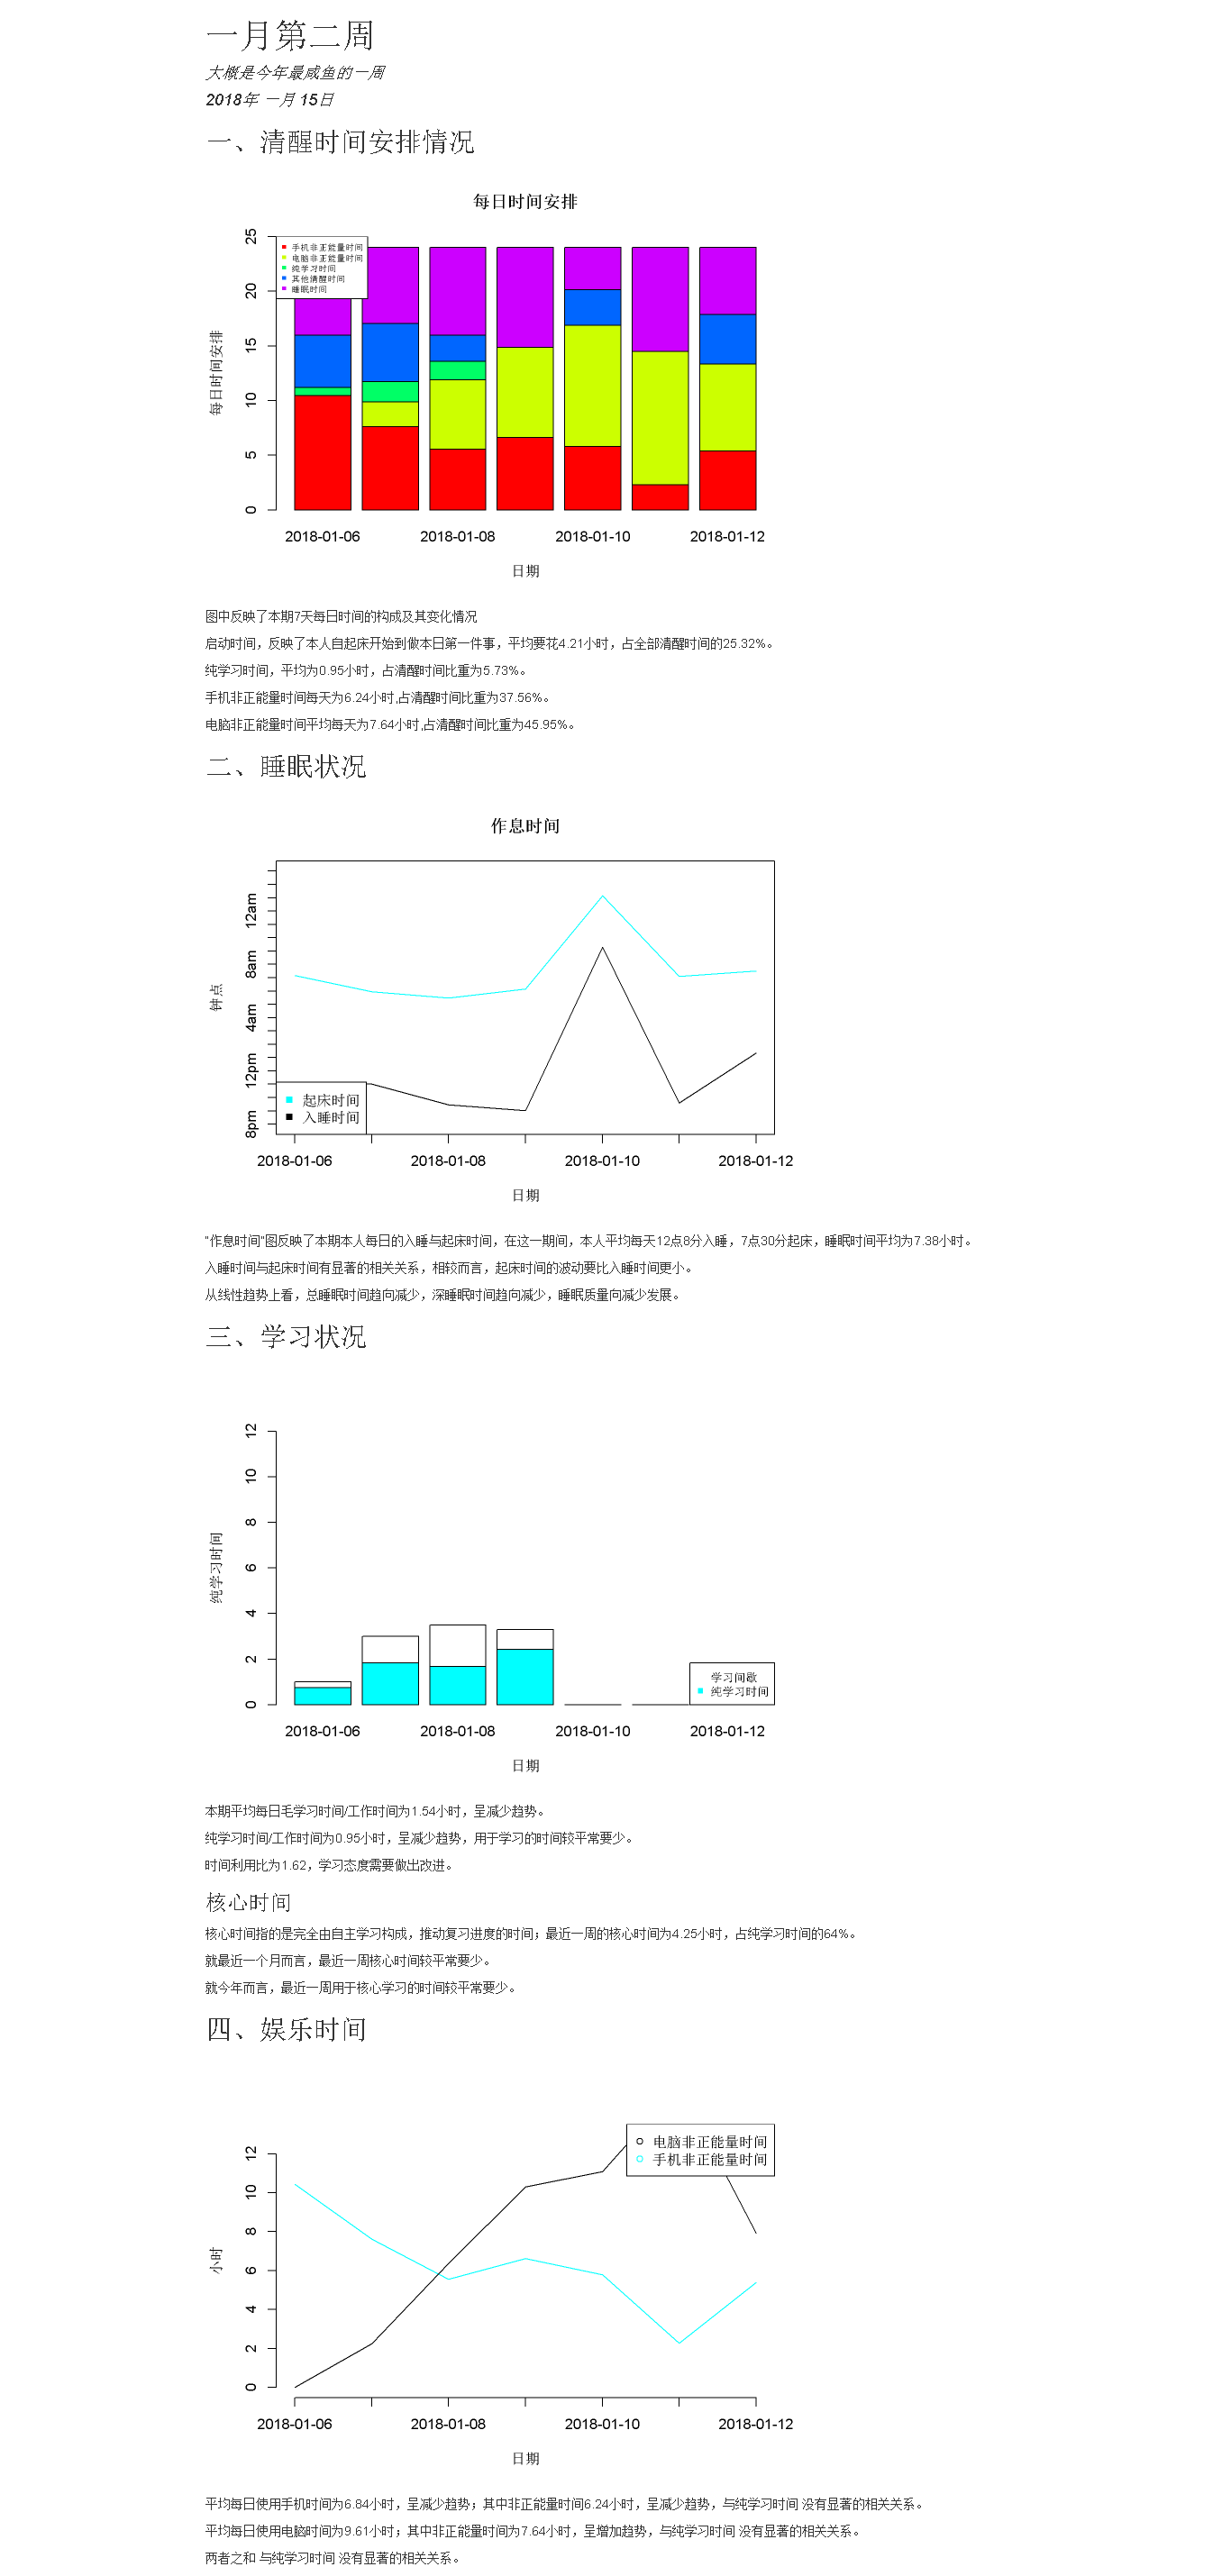 一月第二周
大概是今年最咸鱼的一周
2018年 一月 15日
一、清醒时间安排情况
每日时间安排
25
20
15
10
5
0
每日时间安排
手机非正能量时间
电脑非正能量时间
纯学习时间
其他清醒时间
睡眠时间
2018-01-06 2018-01-08 2018-01-10 2018-01-12
日期
图中反映了本期7天每日时间的构成及其变化情况
启动时间，反映了本人自起床开始到做本日第一件事，平均要花4.21小时，占全部清醒时间的25.32%。
纯学习时间，平均为0.95小时，占清醒时间比重为5.73%。
手机非正能量时间每天为6.24小时,占清醒时间比重为37.56%。
电脑非正能量时间平均每天为7.64小时,占清醒时间比重为45.95%。
二、睡眠状况
作息时间
12am
8am
4am
12pm
8pm
钟点
起床时间
入睡时间
2018-01-06 2018-01-08 2018-01-10 2018-01-12
日期
“作息时间”图反映了本期本人每日的入睡与起床时间，在这一期间，本人平均每天12点8分入睡，7点30分起床，睡眠时间平均为7.38小时。
入睡时间与起床时间有显著的相关关系，相较而言，起床时间的波动要比入睡时间更小。
从线性趋势上看，总睡眠时间趋向减少，深睡眠时间趋向减少，睡眠质量向减少发展。
三、学习状况
12
10
8
6
4
2
0
纯学习时间
学习间歇
纯学习时间
2018-01-06 2018-01-08 2018-01-10 2018-01-12
日期
本期平均每日毛学习时间/工作时间为1.54小时，呈减少趋势。
纯学习时间/工作时间为0.95小时，呈减少趋势，用于学习的时间较平常要少。
时间利用比为1.62，学习态度需要做出改进。
核心时间
核心时间指的是完全由自主学习构成，推动复习进度的时间；最近一周的核心时间为4.25小时，占纯学习时间的64%。
就最近一个月而言，最近一周核心时间较平常要少。
就今年而言，最近一周用于核心学习的时间较平常要少。
四、娱乐时间
12
10
8
6
4
2
0
小时
电脑非正能量时间
手机非正能量时间
2018-01-06 2018-01-08 2018-01-10 2018-01-12
日期
平均每日使用手机时间为6.84小时，呈减少趋势；其中非正能量时间6.24小时，呈减少趋势，与纯学习时间 没有显著的相关关系。
平均每日使用电脑时间为9.61小时；其中非正能量时间为7.64小时，呈增加趋势，与纯学习时间 没有显著的相关关系。
两者之和 与纯学习时间 没有显著的相关关系。